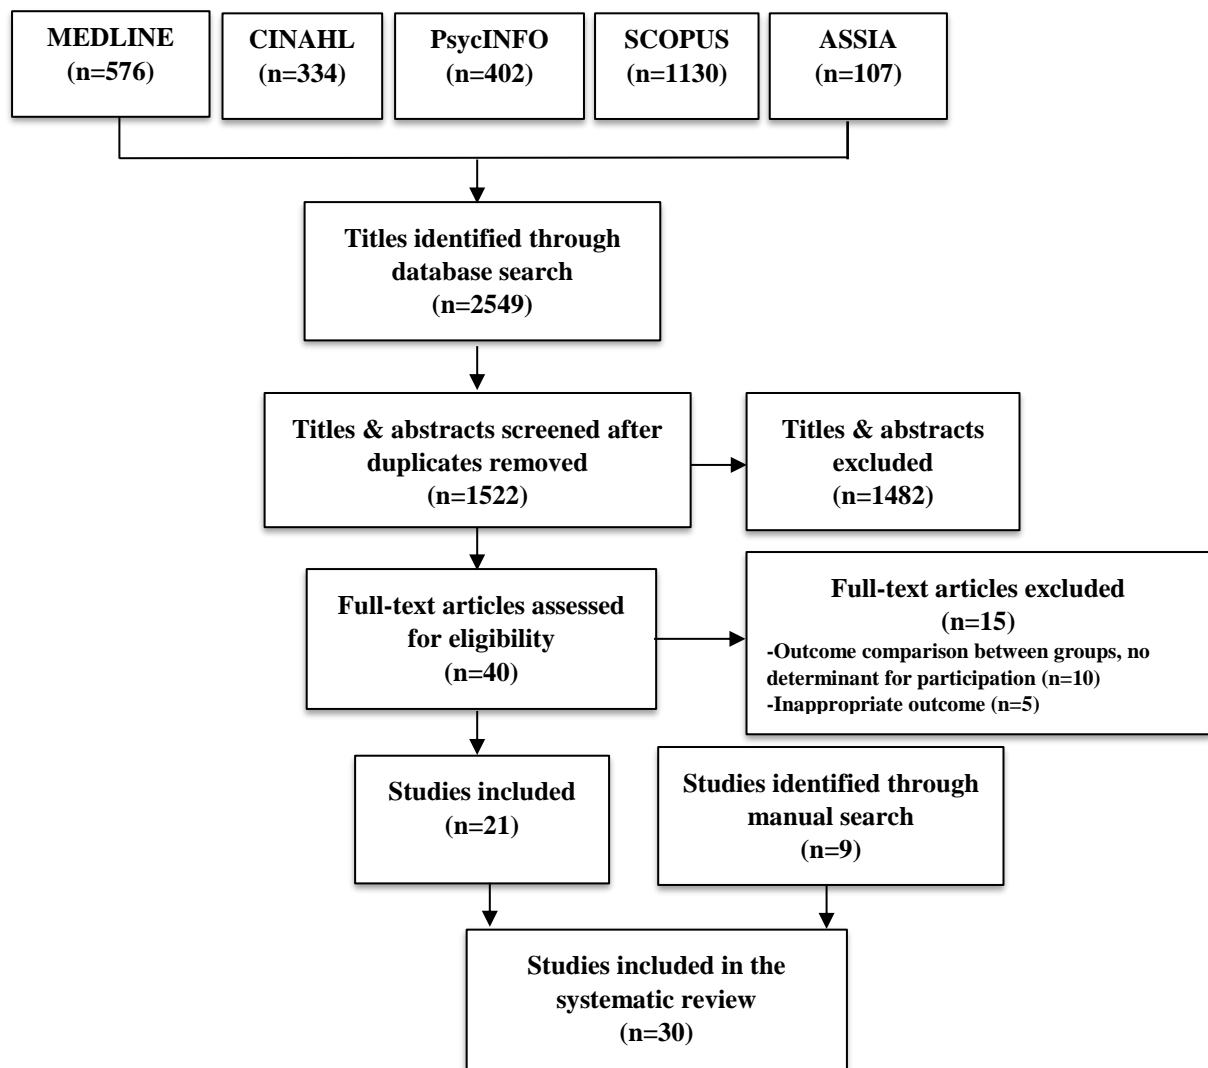 MEDLINE
(n=576)
CINAHL
(n=334)
PsycINFO
(n=402)
SCOPUS
(n=1130)
ASSIA
(n=107)
Titles identified through
database search
(n=2549)
Titles & abstracts screened after
duplicates removed
(n=1522)
Titles & abstracts
excluded
(n=1482)
Full-text articles assessed
for eligibility
(n=40)
Full-text articles excluded
(n=15)
-Outcome comparison between groups, no
determinant for participation (n=10)
-Inappropriate outcome (n=5)
Studies included
(n=21)
Studies identified through
manual search
(n=9)
Studies included in the
systematic review
(n=30)